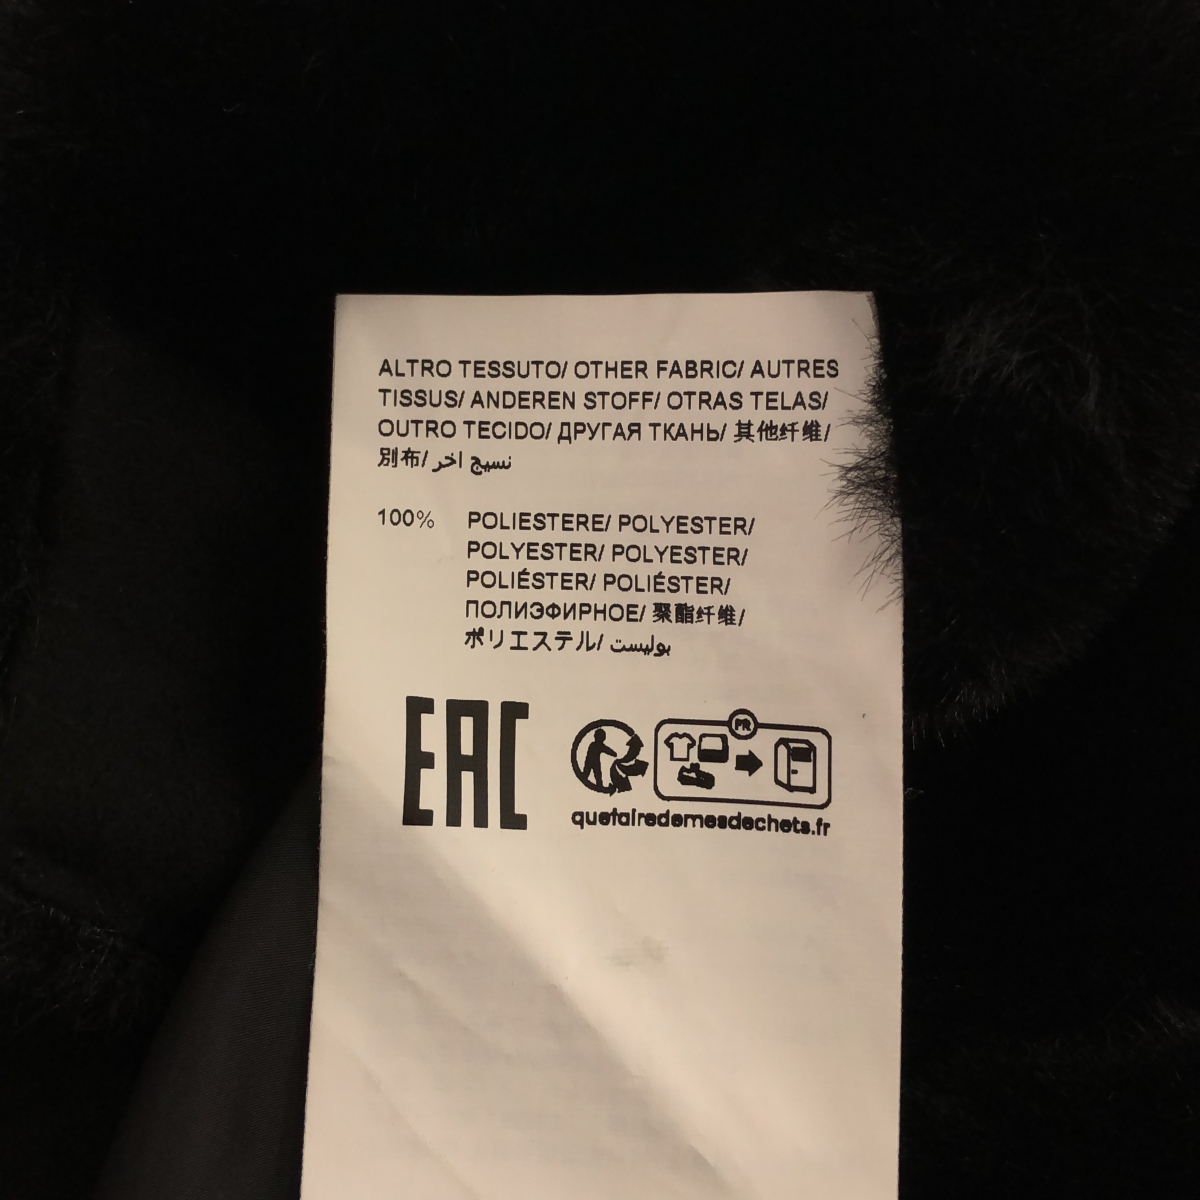 ALTRO TESSUTO/ OTHER FABRIC/ AUTRES
TISSUS/ ANDEREN STOFF/ OTRAS TELAS/
OUTRO TECIDO/ ДРУГАЯ ТКАНЬ/ 其他纤维/
別布/ نسيج اخر
100% POLIESTERE/ POLYESTER/
POLYESTER/ POLYESTER/
POLIÉSTER/ POLIÉSTER/
ПОЛИЭФИРНОЕ/ 聚酯纤维/
ポリエステル/ بوليست
EAC
FR
quefairedemesdechets.fr